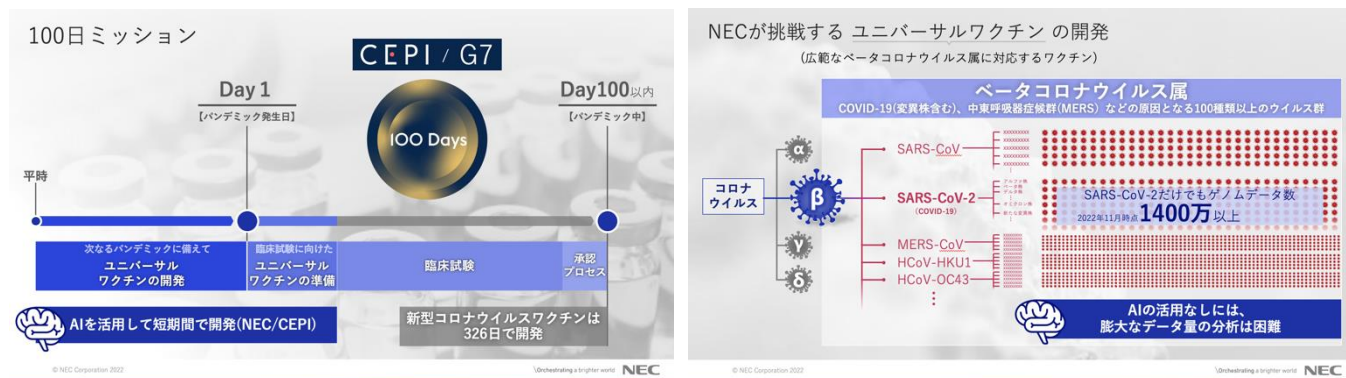 100日ミッション
CEPI / G7
100 Days
Day 1
【パンデミック発生日】
Day100以内
【パンデミック中】
平時
次なるパンデミックに備えて
ユニバーサル
ワクチンの開発
臨床試験に向けた
ユニバーサル
ワクチンの準備
臨床試験
承認
プロセス
AIを活用して短期間で開発(NEC/CEPI)
新型コロナウイルスワクチンは
326日で開発
© NEC Corporation 2022
\Orchestrating a brighter world NEC
NECが挑戦する ユニバーサルワクチン の開発
(広範なベータコロナウイルス属に対応するワクチン)
ベータコロナウイルス属
COVID-19(変異株含む)、中東呼吸器症候群(MERS) などの原因となる100種類以上のウイルス群
コロナ
ウイルス
α
β
γ
δ
SARS-CoV
SARS-CoV-2
(COVID-19)
MERS-CoV
HCoV-HKU1
HCoV-OC43
SARS-CoV-2だけでもゲノムデータ数
2022年11月時点 1400万以上
AIの活用なしには、
膨大なデータ量の分析は困難
© NEC Corporation 2022
\Orchestrating a brighter world NEC